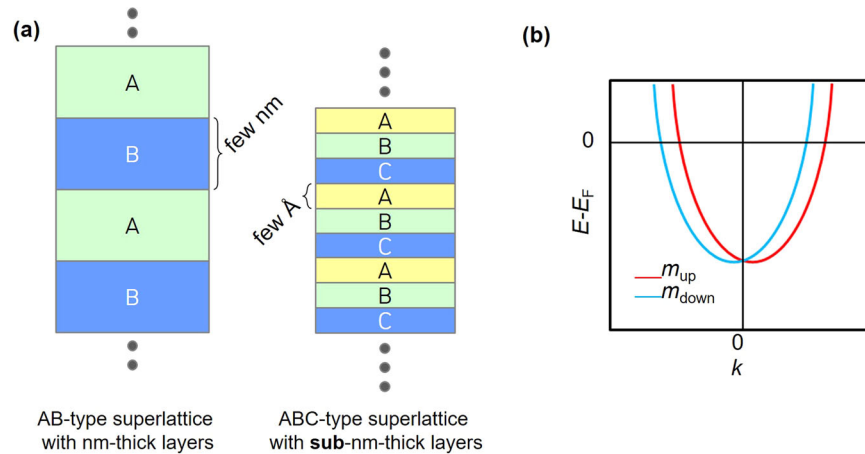 (a)
A
B
A
B
few nm
AB-type superlattice
with nm-thick layers
A
B
C
A
B
C
A
B
C
few Å
ABC-type superlattice
with sub-nm-thick layers
(b)
0
E-EF
mup
mdown
0
k